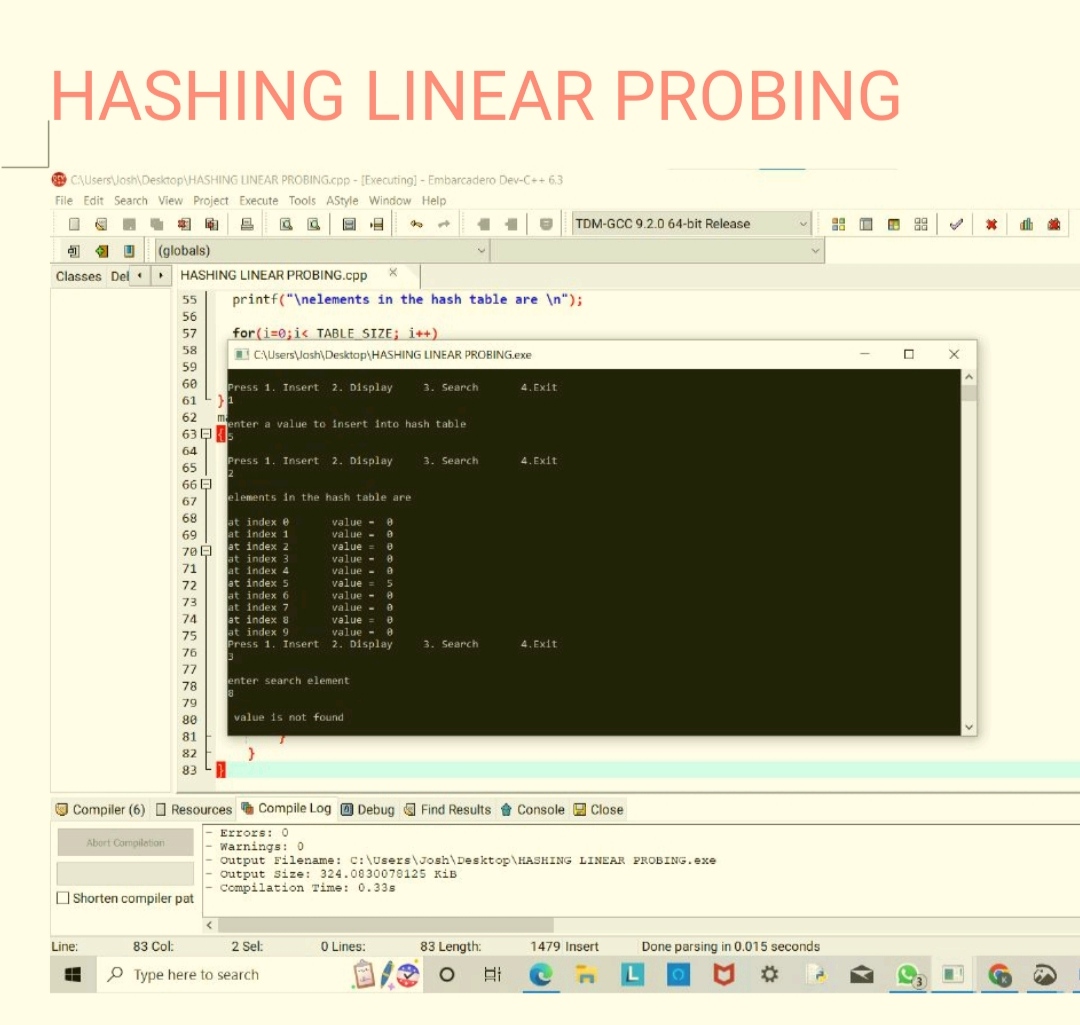 HASHING LINEAR PROBING
C:\Users\Josh\Desktop\HASHING LINEAR PROBING.cpp - [Executing] - Embarcadero Dev-C++ 6.3
File Edit Search View Project Execute Tools AStyle Window Help
TDM-GCC 9.2.0 64-bit Release
(globals)
Classes Del HASHING LINEAR PROBING.cpp
55 printf("\nelements in the hash table are \n");
56
57 for(i=0;i< TABLE_SIZE; i++)
58 C:\Users\Josh\Desktop\HASHING LINEAR PROBING.exe
59
60 Press 1. Insert 2. Display 3. Search 4.Exit
61 } 1
62 enter a value to insert into hash table
63 { 5
64
65 Press 1. Insert 2. Display 3. Search 4.Exit
2
66
67 elements in the hash table are
68 at index 0 value = 0
69 at index 1 value = 0
at index 2 value = 0
70 at index 3 value = 0
71 at index 4 value = 0
72 at index 5 value = 5
at index 6 value = 0
73 at index 7 value = 0
74 at index 8 value = 0
75 at index 9 value = 0
76 Press 1. Insert 2. Display 3. Search 4.Exit
3
77
78 enter search element
79 8
80 value is not found
81 }
82 }
83 }
Compiler (6) Resources Compile Log Debug Find Results Console Close
Abort Compilation
- Errors: 0
- Warnings: 0
- Output Filename: C:\Users\Josh\Desktop\HASHING LINEAR PROBING.exe
- Output Size: 324.0830078125 KiB
- Compilation Time: 0.33s
Shorten compiler pat
Line: 83 Col: 2 Sel: 0 Lines: 83 Length: 1479 Insert Done parsing in 0.015 seconds
Type here to search L 3 K